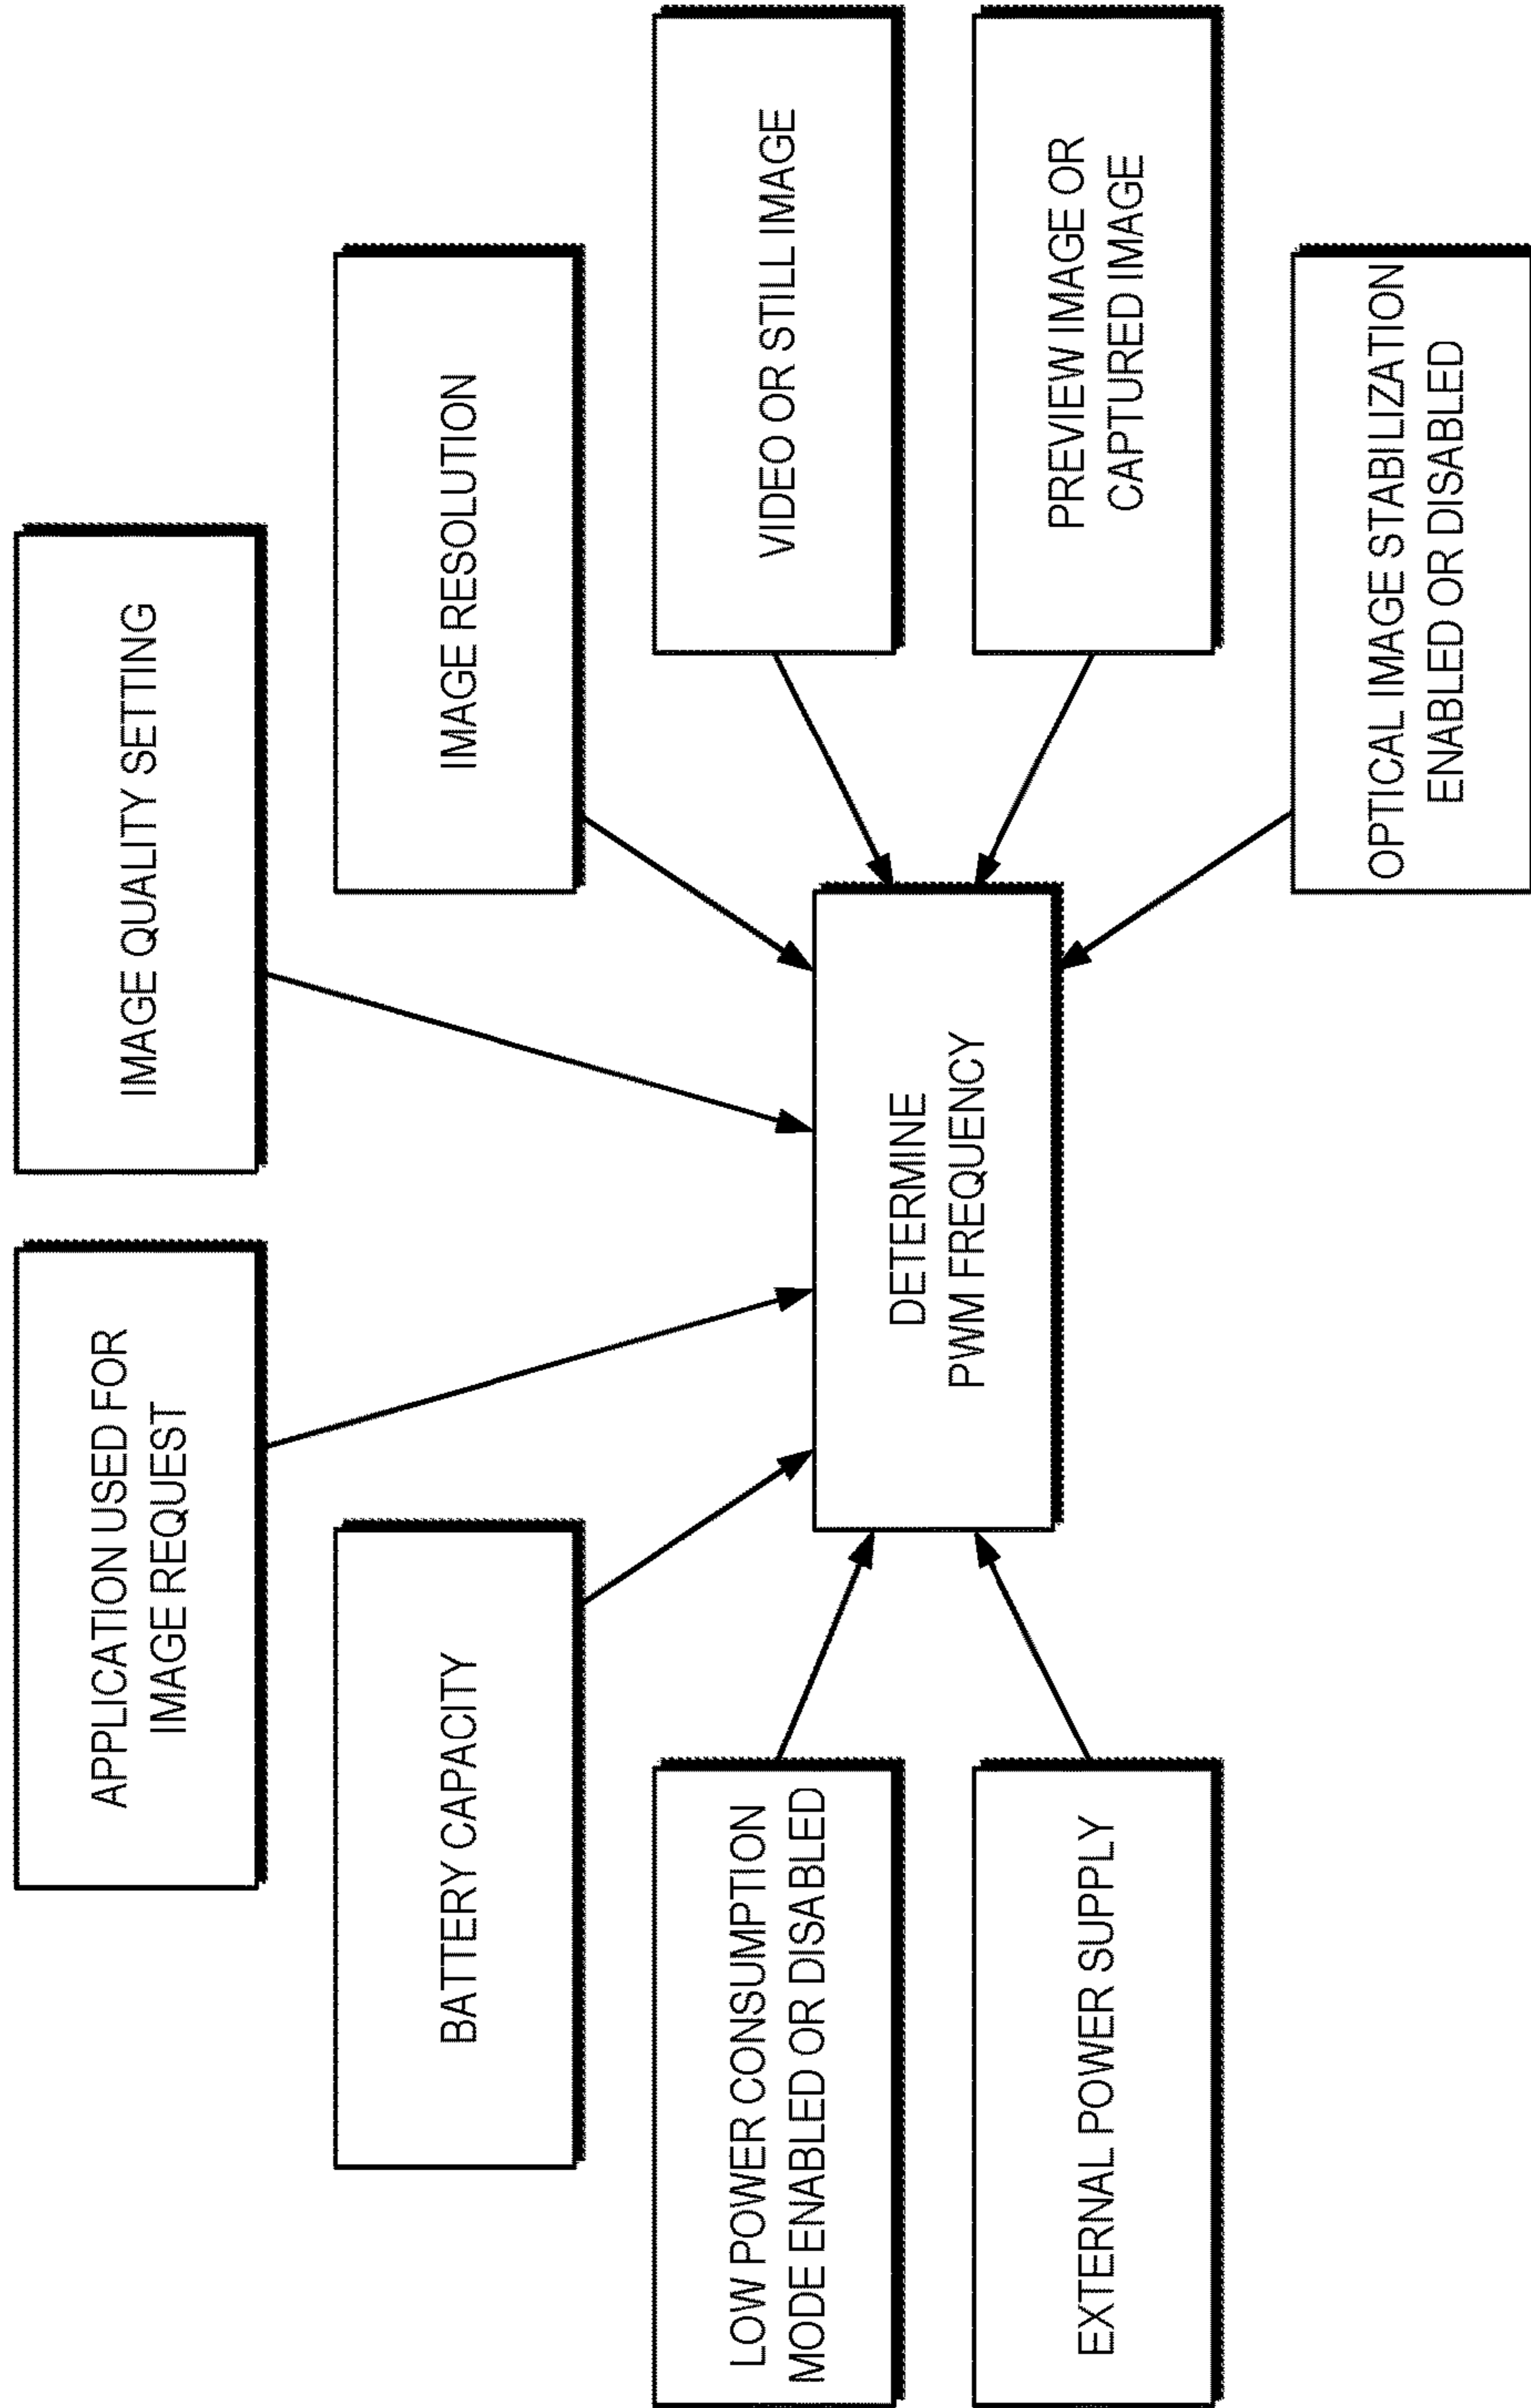 APPLICATION USED FOR
IMAGE REQUEST
IMAGE QUALITY SETTING
BATTERY CAPACITY
IMAGE RESOLUTION
LOW POWER CONSUMPTION
MODE ENABLED OR DISABLED
VIDEO OR STILL IMAGE
DETERMINE
PWM FREQUENCY
EXTERNAL POWER SUPPLY
PREVIEW IMAGE OR
CAPTURED IMAGE
OPTICAL IMAGE STABILIZATION
ENABLED OR DISABLED